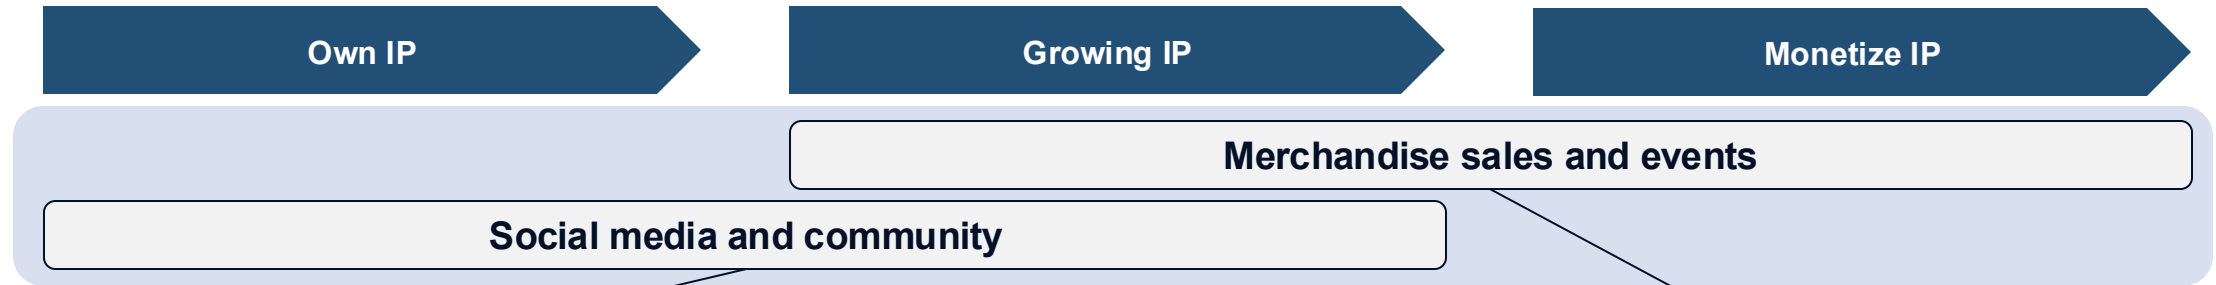 Own IP
Growing IP
Monetize IP
Merchandise sales and events
Social media and community